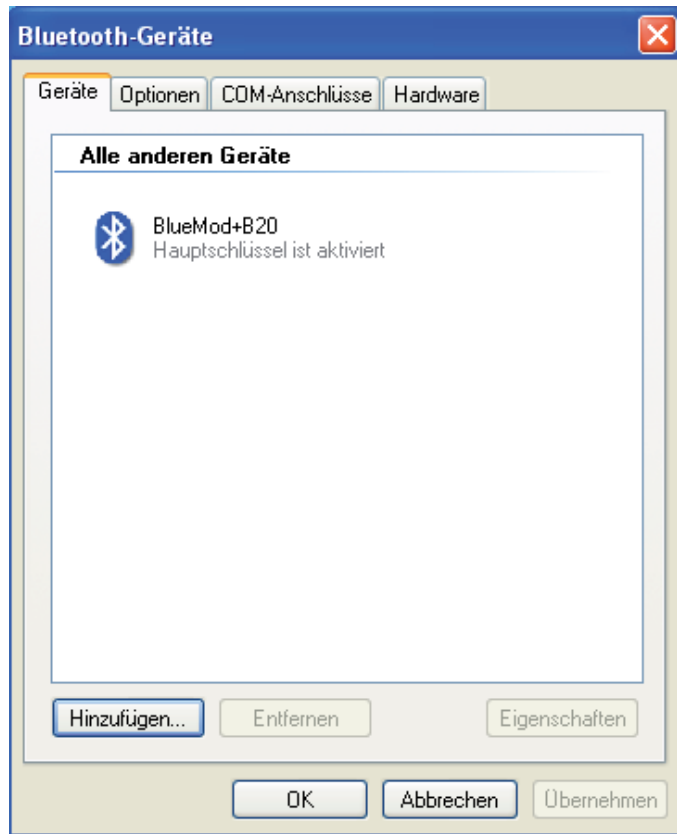 Bluetooth-Geräte
Geräte Optionen COM-Anschlüsse Hardware
Alle anderen Geräte
BlueMod+B20
Hauptschlüssel ist aktiviert
Hinzufügen... Entfernen Eigenschaften
OK Abbrechen Übernehmen